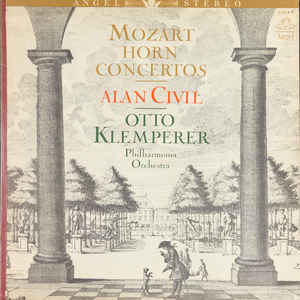 ANGEL STEREO
MOZART
HORN
CONCERTOS
ALAN CIVIL
OTTO
KLEMPERER
Philharmonia
Orchestra